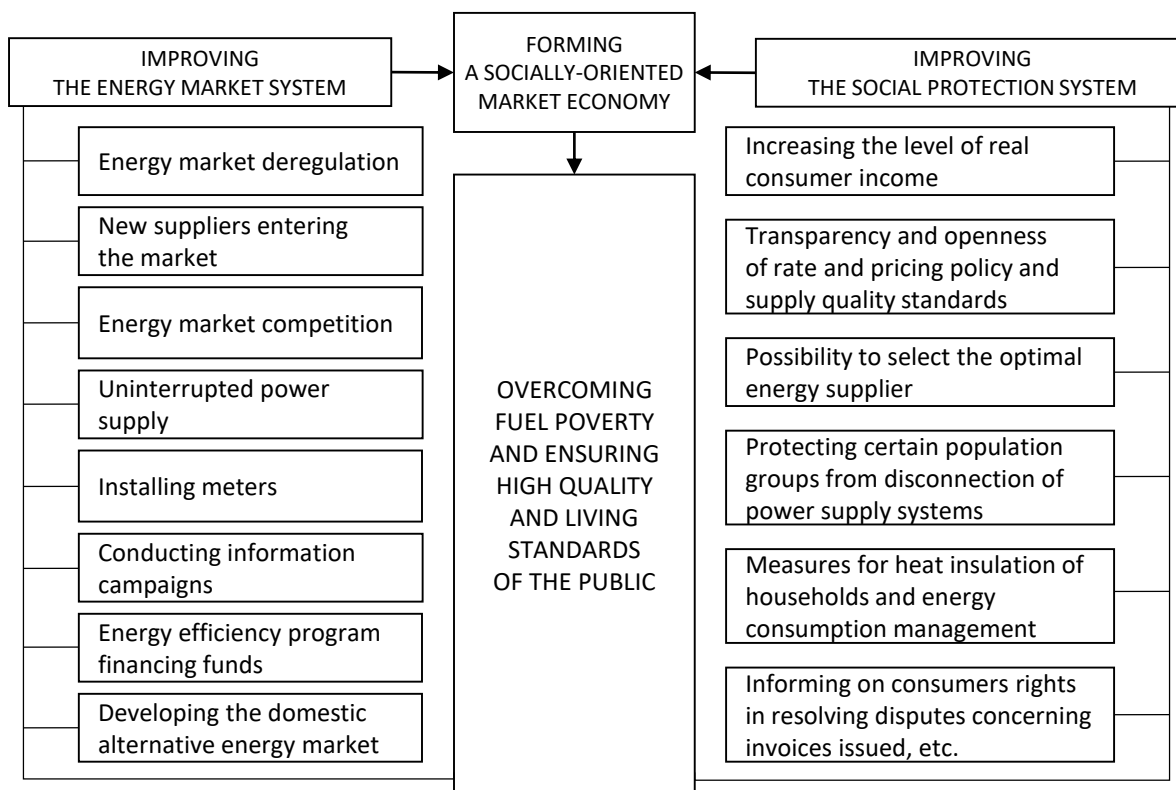 IMPROVING
THE ENERGY MARKET SYSTEM
FORMING
A SOCIALLY-ORIENTED
MARKET ECONOMY
IMPROVING
THE SOCIAL PROTECTION SYSTEM
Energy market deregulation
New suppliers entering
the market
Energy market competition
Uninterrupted power
supply
Installing meters
Conducting information
campaigns
Energy efficiency program
financing funds
Developing the domestic
alternative energy market
OVERCOMING
FUEL POVERTY
AND ENSURING
HIGH QUALITY
AND LIVING
STANDARDS
OF THE PUBLIC
Increasing the level of real
consumer income
Transparency and openness
of rate and pricing policy and
supply quality standards
Possibility to select the optimal
energy supplier
Protecting certain population
groups from disconnection of
power supply systems
Measures for heat insulation of
households and energy
consumption management
Informing on consumers rights
in resolving disputes concerning
invoices issued, etc.